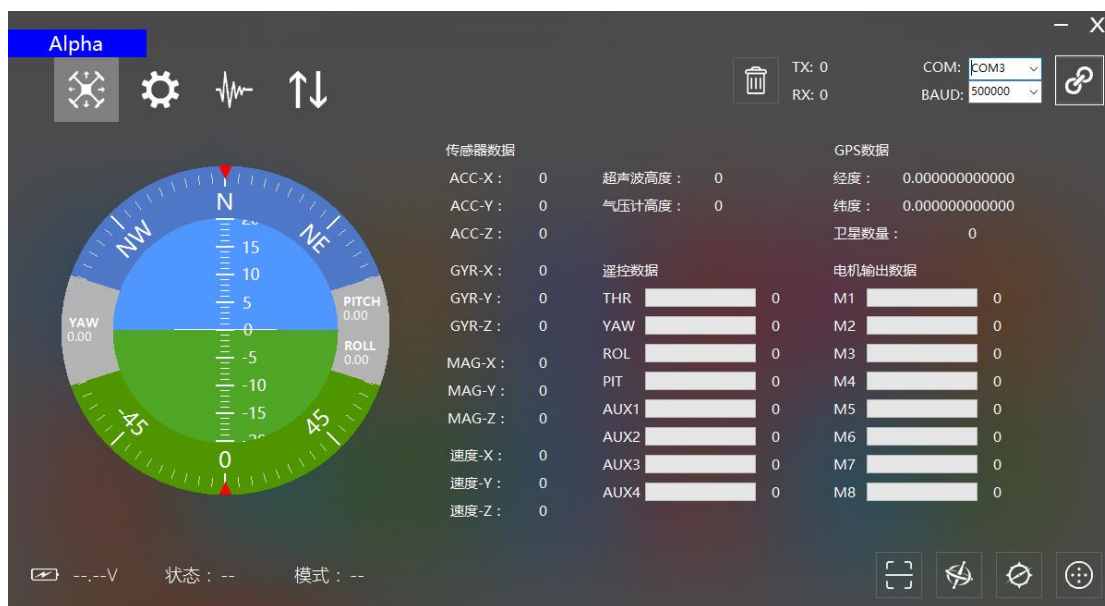 Alpha
TX: 0
COM: COM3
RX: 0
BAUD: 500000
传感器数据
ACC-X： 0
ACC-Y： 0
ACC-Z： 0
GYR-X： 0
GYR-Y： 0
GYR-Z： 0
MAG-X： 0
MAG-Y： 0
MAG-Z： 0
速度-X： 0
速度-Y： 0
速度-Z： 0
超声波高度： 0
气压计高度： 0
遥控数据
THR 0
YAW 0
ROL 0
PIT 0
AUX1 0
AUX2 0
AUX3 0
AUX4 0
GPS数据
经度： 0.000000000000
纬度： 0.000000000000
卫星数量： 0
电机输出数据
M1 0
M2 0
M3 0
M4 0
M5 0
M6 0
M7 0
M8 0
N
NW
NE
15
10
5
0
-5
-10
-15
YAW
0.00
PITCH
0.00
ROLL
0.00
-45
45
0
--.--V
状态：--
模式：--